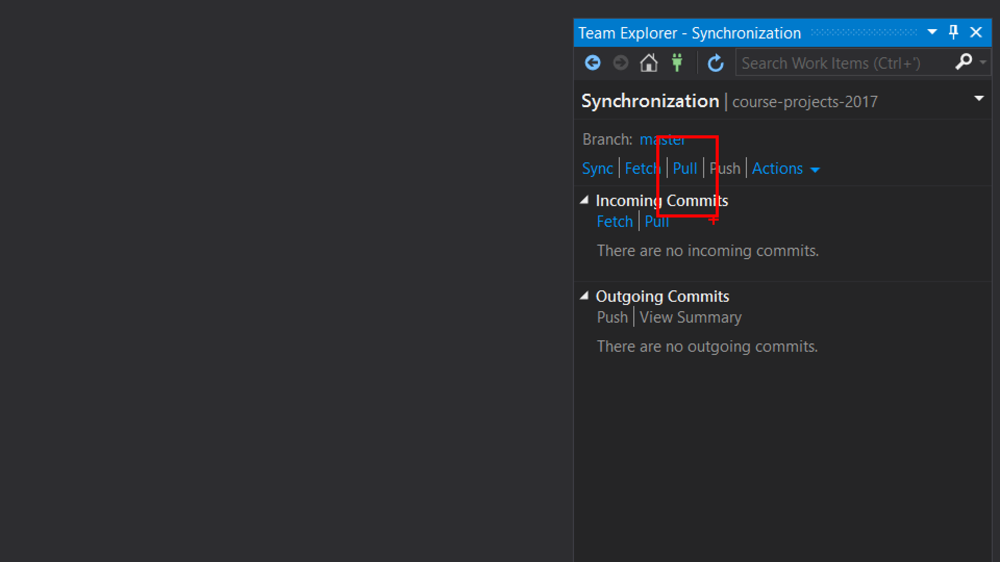 Team Explorer - Synchronization
Search Work Items (Ctrl+')
Synchronization | course-projects-2017
Branch: master
Sync | Fetch | Pull | Push | Actions
Incoming Commits
Fetch | Pull
There are no incoming commits.
Outgoing Commits
Push | View Summary
There are no outgoing commits.